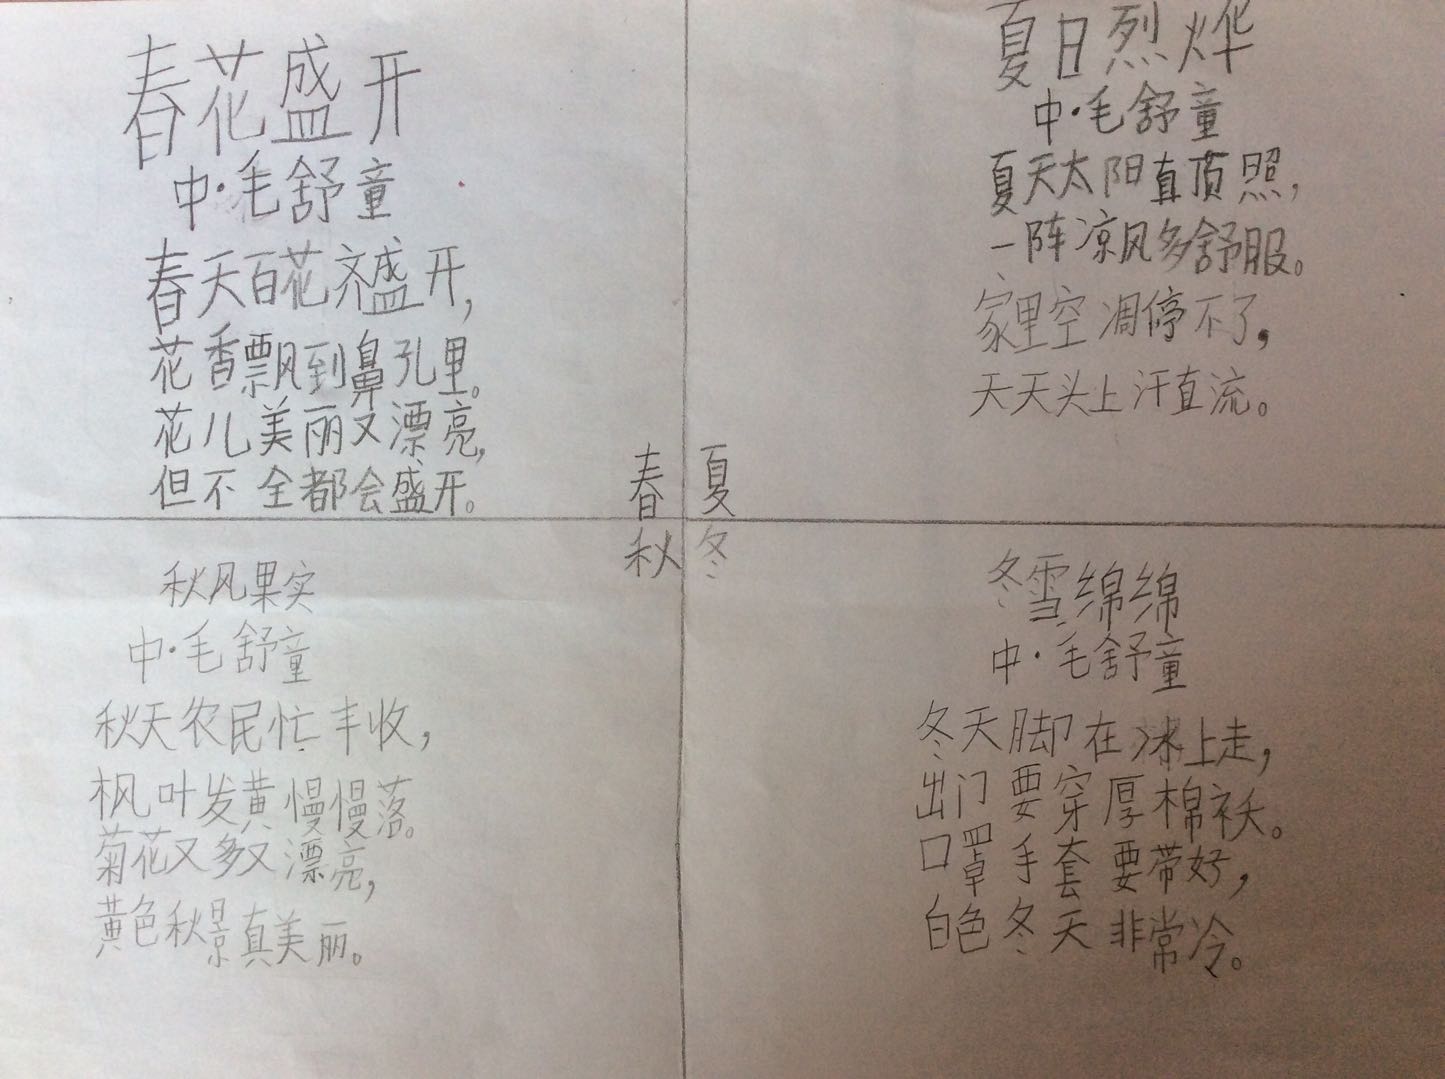 春花盛开
中·毛舒童
春天百花齐盛开，
花香飘到鼻孔里。
花儿美丽又漂亮，
但不全都会盛开。
夏日烈烨
中·毛舒童
夏天太阳直顶照，
一阵凉风多舒服。
家里空凋停不了，
天天头上汗直流。
春 夏
秋 冬
秋风果实
中·毛舒童
秋天农民忙丰收，
枫叶发黄慢慢落。
菊花又多又漂亮，
黄色秋景真美丽。
冬雪绵绵
中·毛舒童
冬天脚在冰上走，
出门要穿厚棉袄。
口罩手套要带好，
白色冬天非常冷。